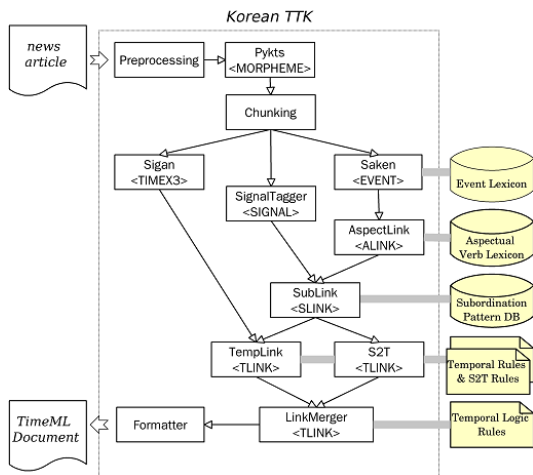 Korean TTK
news
article
Preprocessing
Pykts
<MORPHEME>
Chunking
Sigan
<TIMEX3>
SignalTagger
<SIGNAL>
Saken
<EVENT>
Event Lexicon
AspectLink
<ALINK>
Aspectual
Verb Lexicon
SubLink
<SLINK>
Subordination
Pattern DB
TempLink
<TLINK>
S2T
<TLINK>
Temporal Rules
& S2T Rules
TimeML
Document
Formatter
LinkMerger
<TLINK>
Temporal Logic
Rules